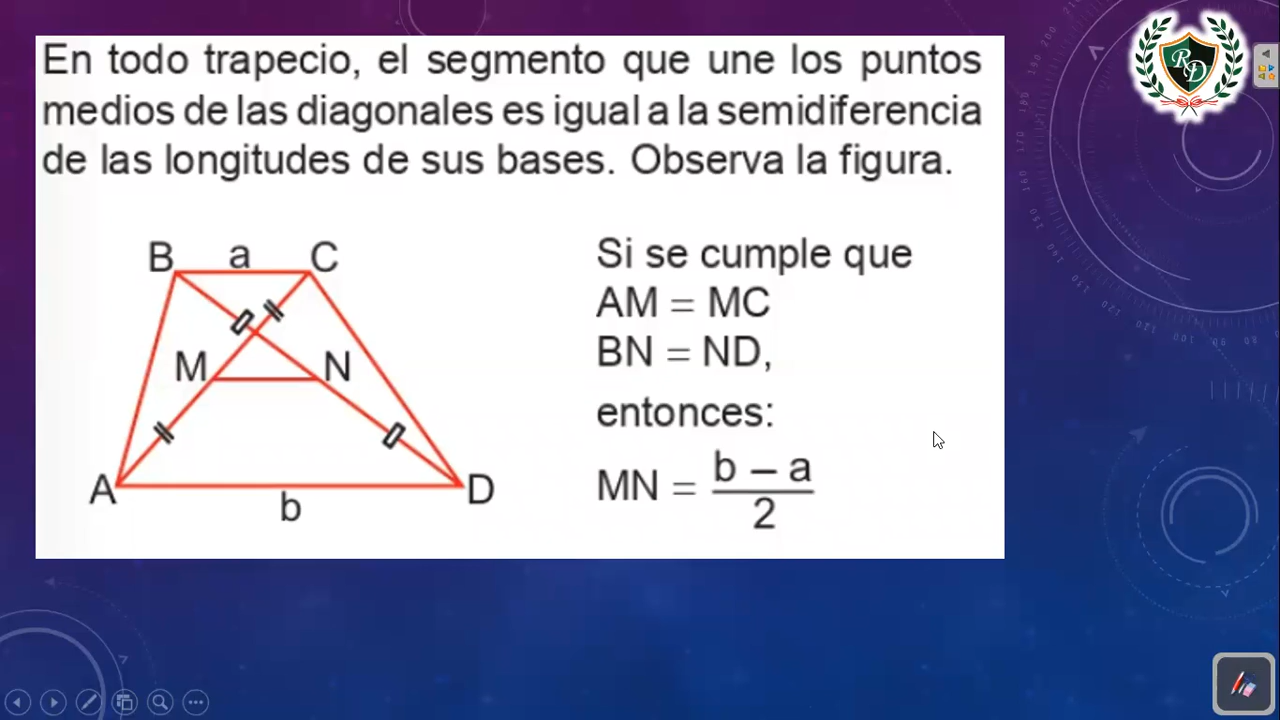 En todo trapecio, el segmento que une los puntos
medios de las diagonales es igual a la semidiferencia
de las longitudes de sus bases. Observa la figura.
B a C
M N
A D
b
Si se cumple que
AM = MC
BN = ND,
entonces:
MN = b – a
2
RD